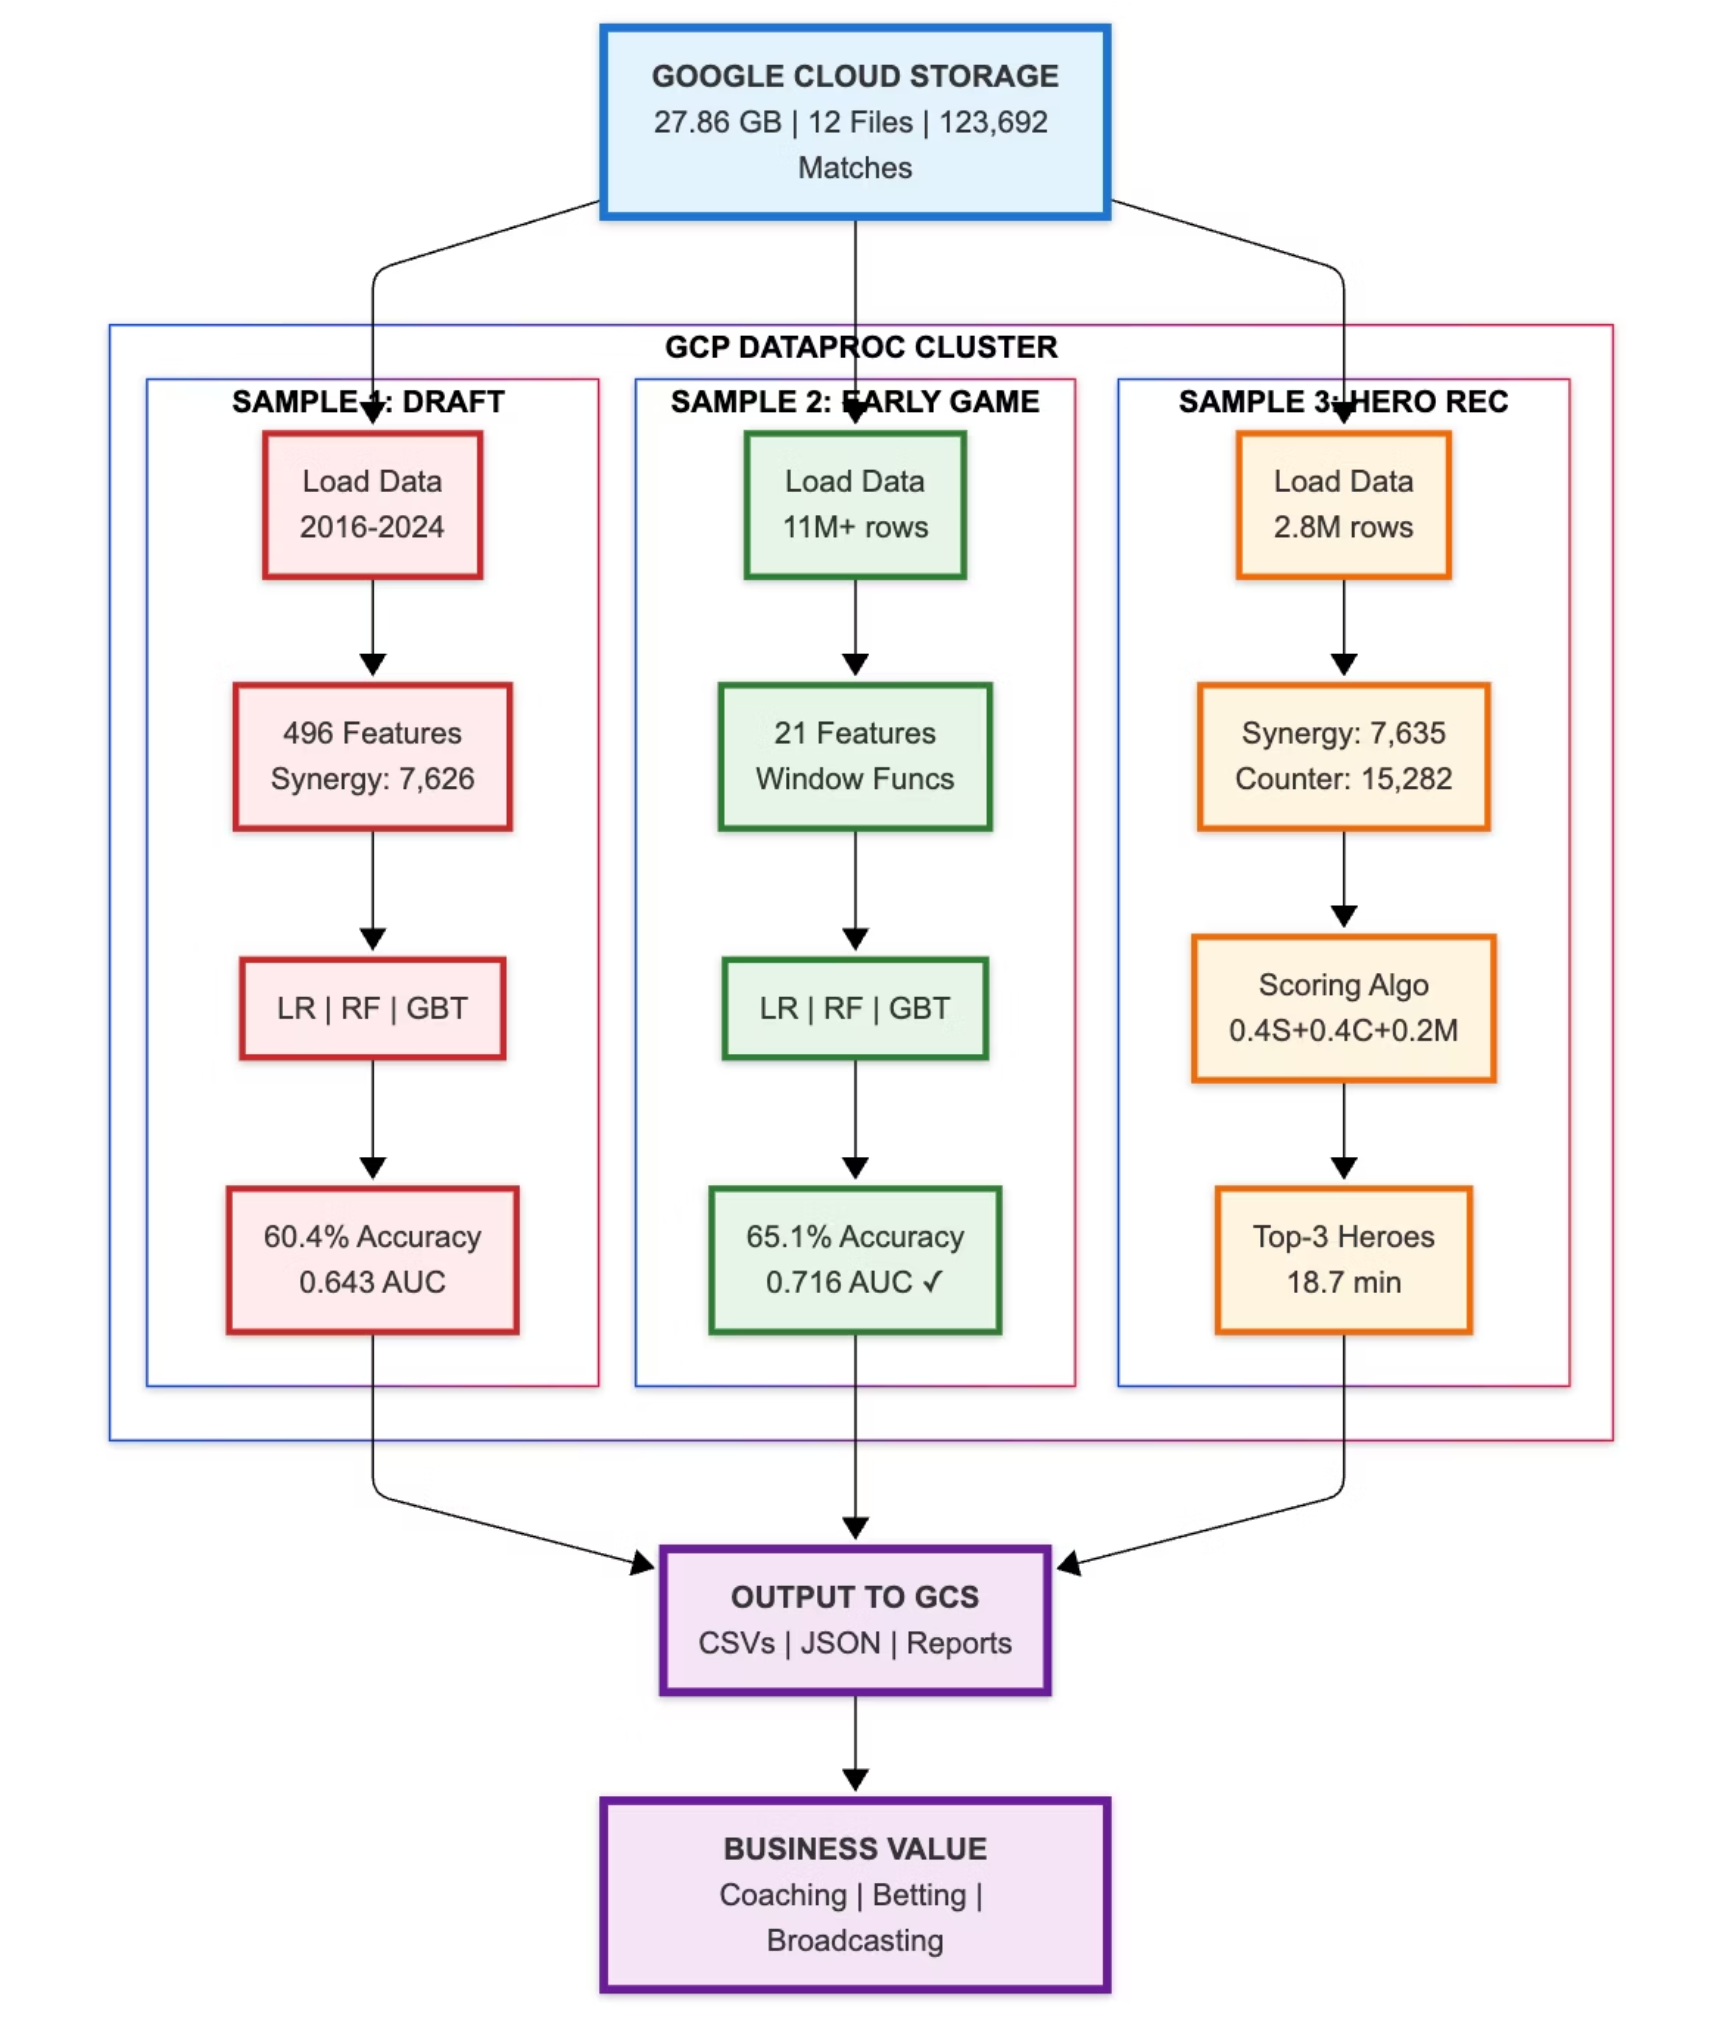 GOOGLE CLOUD STORAGE
27.86 GB | 12 Files | 123,692
Matches
GCP DATAPROC CLUSTER
SAMPLE 1: DRAFT
Load Data
2016-2024
496 Features
Synergy: 7,626
LR | RF | GBT
60.4% Accuracy
0.643 AUC
SAMPLE 2: EARLY GAME
Load Data
11M+ rows
21 Features
Window Funcs
LR | RF | GBT
65.1% Accuracy
0.716 AUC ✓
SAMPLE 3: HERO REC
Load Data
2.8M rows
Synergy: 7,635
Counter: 15,282
Scoring Algo
0.4S+0.4C+0.2M
Top-3 Heroes
18.7 min
OUTPUT TO GCS
CSVs | JSON | Reports
BUSINESS VALUE
Coaching | Betting |
Broadcasting